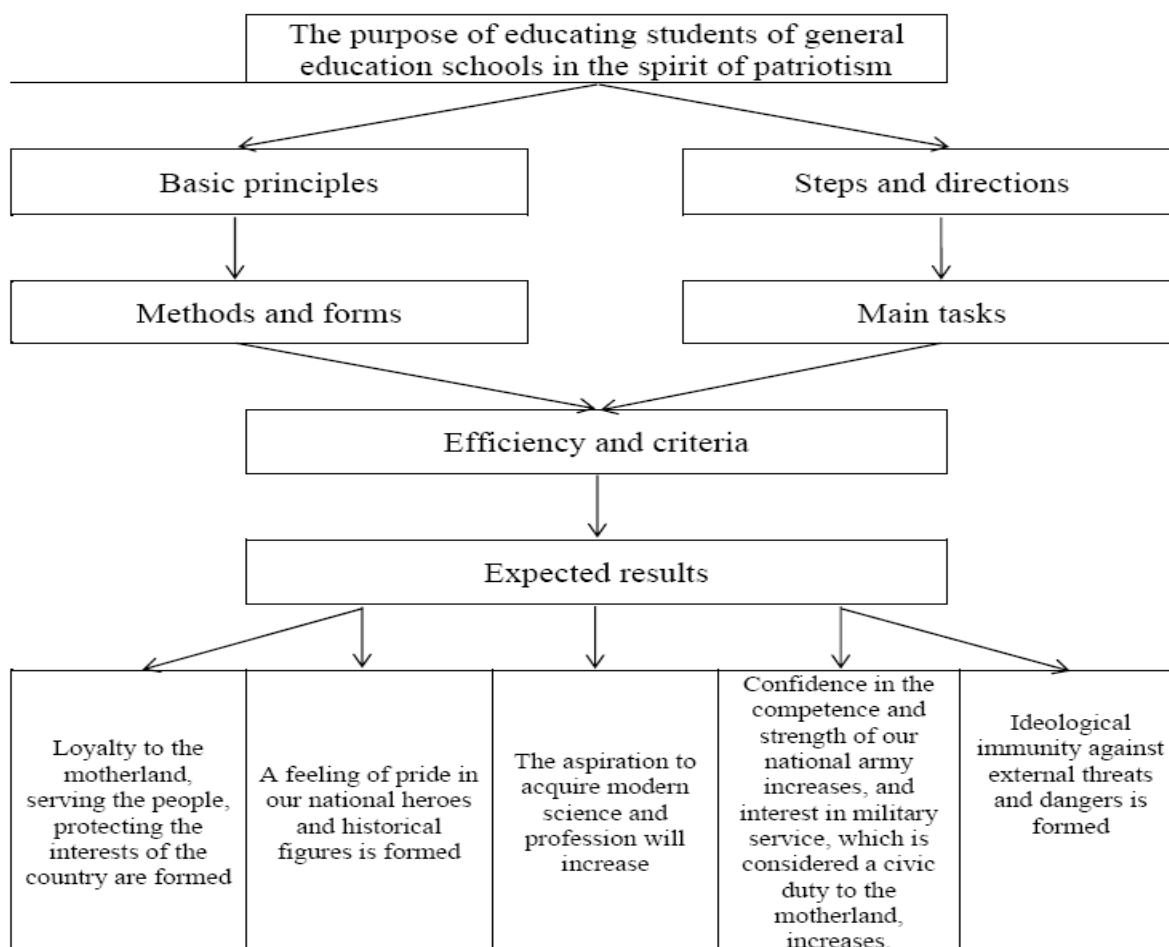 The purpose of educating students of general
education schools in the spirit of patriotism
Basic principles
Steps and directions
Methods and forms
Main tasks
Efficiency and criteria
Expected results
Loyalty to the
motherland,
serving the people,
protecting the
interests of the
country are formed
A feeling of pride in
our national heroes
and historical
figures is formed
The aspiration to
acquire modern
science and
profession will
increase
Confidence in the
competence and
strength of our
national army
increases, and
interest in military
service, which is
considered a civic
duty to the
motherland,
increases.
Ideological
immunity against
external threats
and dangers is
formed